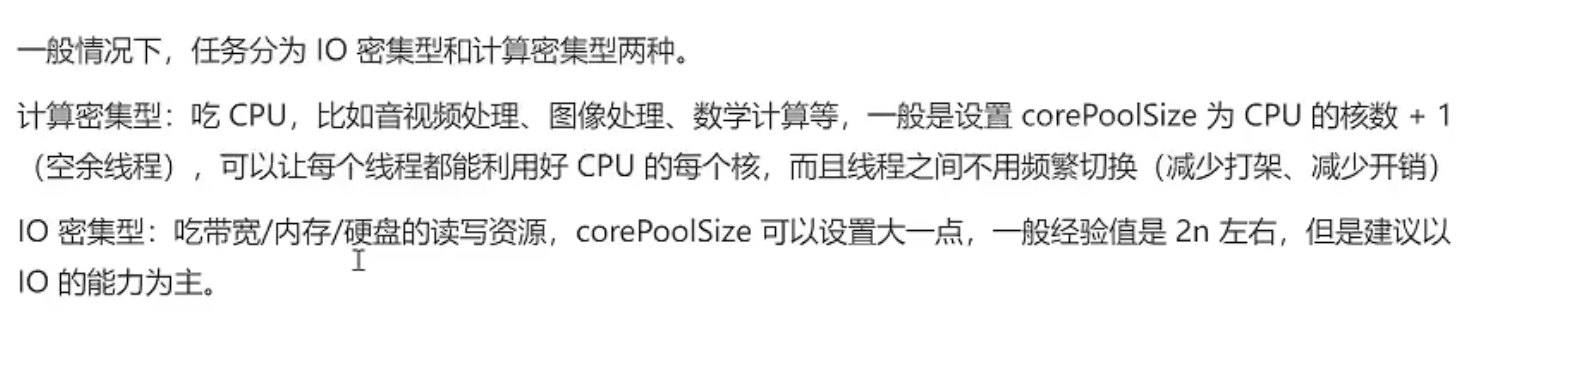 一般情况下，任务分为 IO 密集型和计算密集型两种。
计算密集型：吃 CPU，比如音视频处理、图像处理、数学计算等，一般是设置 corePoolSize 为 CPU 的核数 + 1
（空余线程），可以让每个线程都能利用好 CPU 的每个核，而且线程之间不用频繁切换（减少打架、减少开销）
IO 密集型：吃带宽/内存/硬盘的读写资源，corePoolSize 可以设置大一点，一般经验值是 2n 左右，但是建议以
IO 的能力为主。